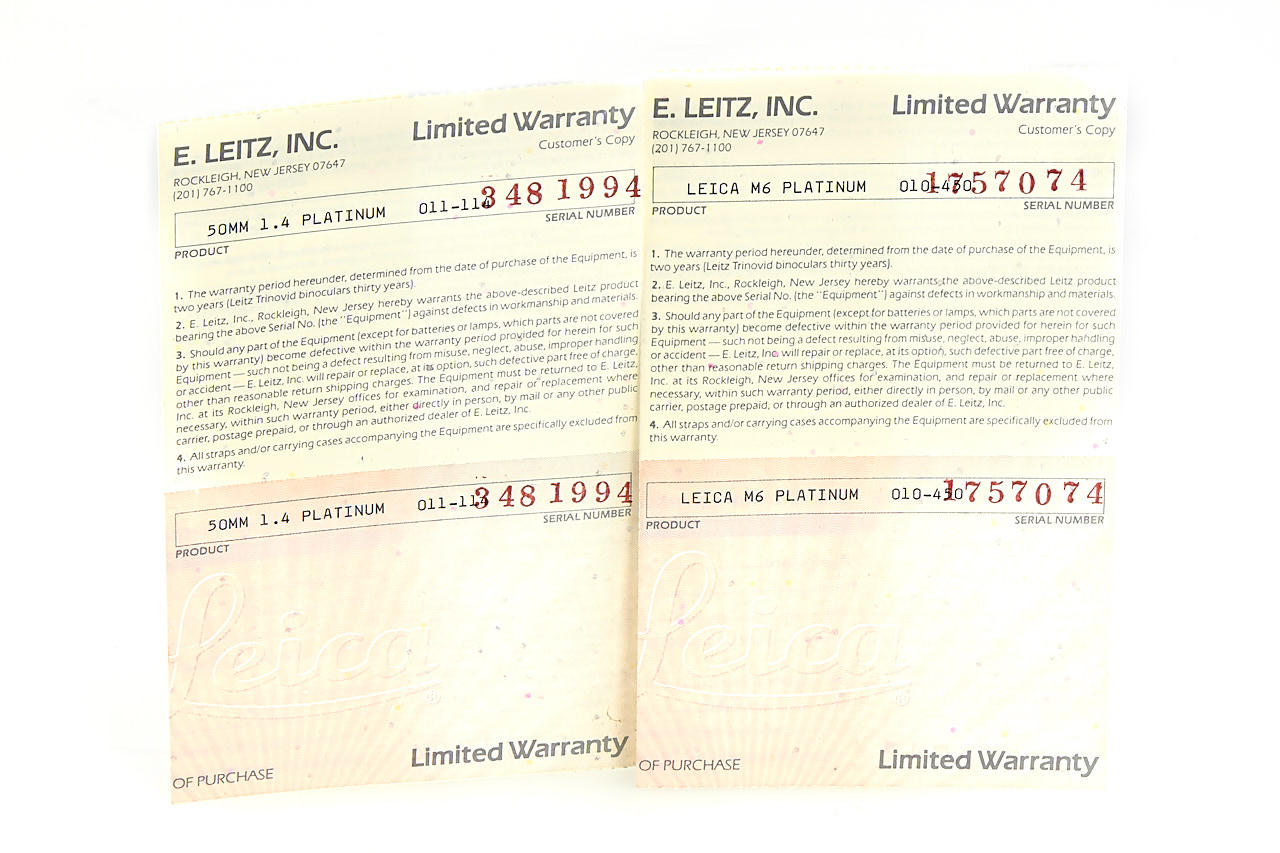 E. LEITZ, INC.
Limited Warranty
ROCKLEIGH, NEW JERSEY 07647
Customer's Copy
(201) 767-1100
50MM 1.4 PLATINUM 011-114 3481994
PRODUCT
SERIAL NUMBER
1. The warranty period hereunder, determined from the date of purchase of the Equipment, is
two years (Leitz Trinovid binoculars thirty years).
2. E. Leitz, Inc., Rockleigh, New Jersey hereby warrants the above-described Leitz product
bearing the above Serial No. (the "Equipment") against defects in workmanship and materials.
3. Should any part of the Equipment (except for batteries or lamps, which parts are not covered
by this warranty) become defective within the warranty period provided for herein for such
Equipment — such not being a defect resulting from misuse, neglect, abuse, improper handling
or accident — E. Leitz, Inc. will repair or replace, at its option, such defective part free of charge,
other than reasonable return shipping charges. The Equipment must be returned to E. Leitz,
Inc. at its Rockleigh, New Jersey offices for examination, and repair or replacement where
necessary, within such warranty period, either directly in person, by mail or any other public
carrier, postage prepaid, or through an authorized dealer of E. Leitz, Inc.
4. All straps and/or carrying cases accompanying the Equipment are specifically excluded from
this warranty.
50MM 1.4 PLATINUM 011-114 3481994
PRODUCT
SERIAL NUMBER
Leica®
Limited Warranty
OF PURCHASE
E. LEITZ, INC.
Limited Warranty
ROCKLEIGH, NEW JERSEY 07647
Customer's Copy
(201) 767-1100
LEICA M6 PLATINUM 010-450 1757074
PRODUCT
SERIAL NUMBER
1. The warranty period hereunder, determined from the date of purchase of the Equipment, is
two years (Leitz Trinovid binoculars thirty years).
2. E. Leitz, Inc., Rockleigh, New Jersey hereby warrants the above-described Leitz product
bearing the above Serial No. (the "Equipment") against defects in workmanship and materials.
3. Should any part of the Equipment (except for batteries or lamps, which parts are not covered
by this warranty) become defective within the warranty period provided for herein for such
Equipment — such not being a defect resulting from misuse, neglect, abuse, improper handling
or accident — E. Leitz, Inc. will repair or replace, at its option, such defective part free of charge,
other than reasonable return shipping charges. The Equipment must be returned to E. Leitz,
Inc. at its Rockleigh, New Jersey offices for examination, and repair or replacement where
necessary, within such warranty period, either directly in person, by mail or any other public
carrier, postage prepaid, or through an authorized dealer of E. Leitz, Inc.
4. All straps and/or carrying cases accompanying the Equipment are specifically excluded from
this warranty.
LEICA M6 PLATINUM 010-450 1757074
PRODUCT
SERIAL NUMBER
Leica®
Limited Warranty
OF PURCHASE